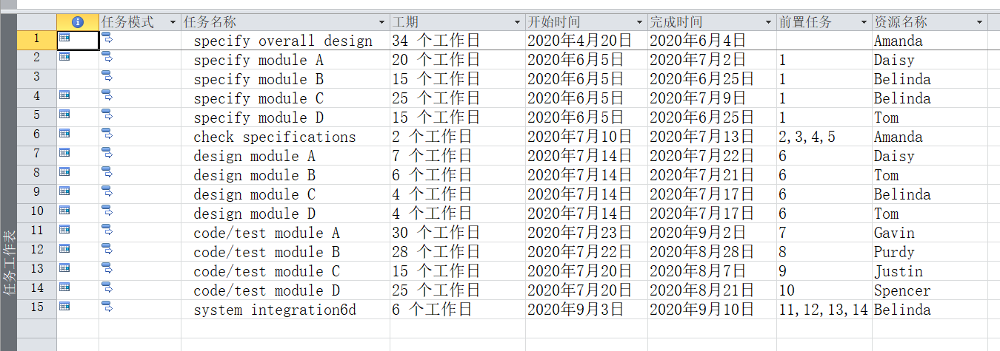 任务模式 任务名称 工期 开始时间 完成时间 前置任务 资源名称
1 specify overall design 34 个工作日 2020年4月20日 2020年6月4日 Amanda
2 specify module A 20 个工作日 2020年6月5日 2020年7月2日 1 Daisy
3 specify module B 15 个工作日 2020年6月5日 2020年6月25日 1 Belinda
4 specify module C 25 个工作日 2020年6月5日 2020年7月9日 1 Belinda
5 specify module D 15 个工作日 2020年6月5日 2020年6月25日 1 Tom
6 check specifications 2 个工作日 2020年7月10日 2020年7月13日 2,3,4,5 Amanda
7 design module A 7 个工作日 2020年7月14日 2020年7月22日 6 Daisy
8 design module B 6 个工作日 2020年7月14日 2020年7月21日 6 Tom
9 design module C 4 个工作日 2020年7月14日 2020年7月17日 6 Belinda
10 design module D 4 个工作日 2020年7月14日 2020年7月17日 6 Tom
11 code/test module A 30 个工作日 2020年7月23日 2020年9月2日 7 Gavin
12 code/test module B 28 个工作日 2020年7月22日 2020年8月28日 8 Purdy
13 code/test module C 15 个工作日 2020年7月20日 2020年8月7日 9 Justin
14 code/test module D 25 个工作日 2020年7月20日 2020年8月21日 10 Spencer
15 system integration6d 6 个工作日 2020年9月3日 2020年9月10日 11,12,13,14 Belinda
任务工作表